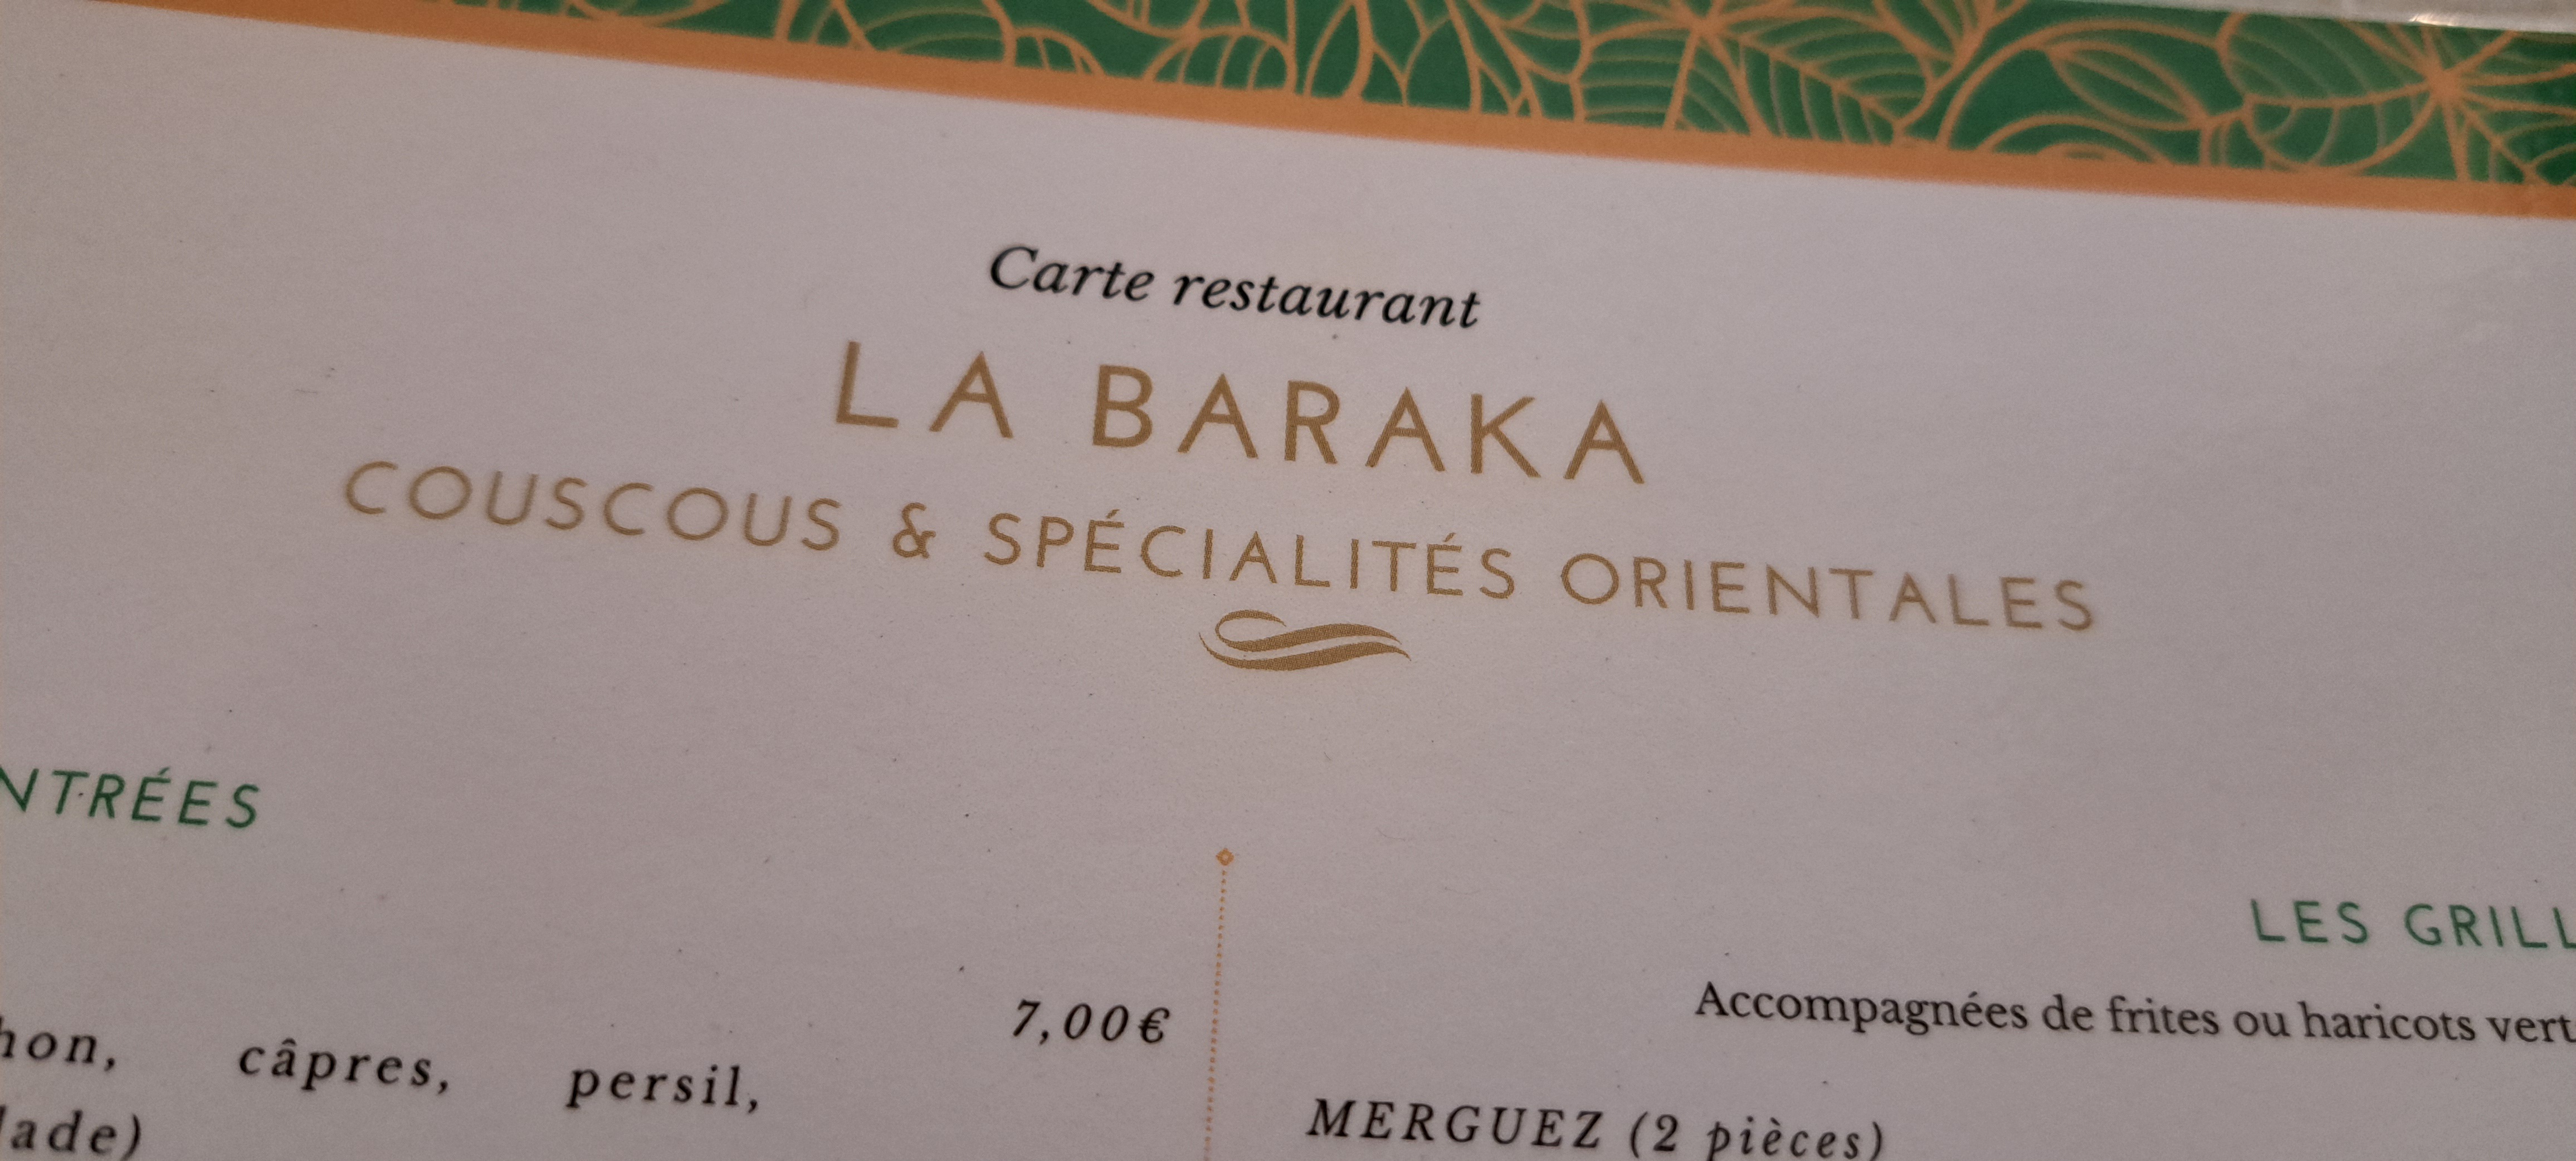 Carte restaurant
LA BARAKA
COUSCOUS & SPÉCIALITÉS ORIENTALES
NTRÉES
7,00€
hon, câpres, persil,
lade)
LES GRILL
Accompagnées de frites ou haricots vert
MERGUEZ (2 pièces)